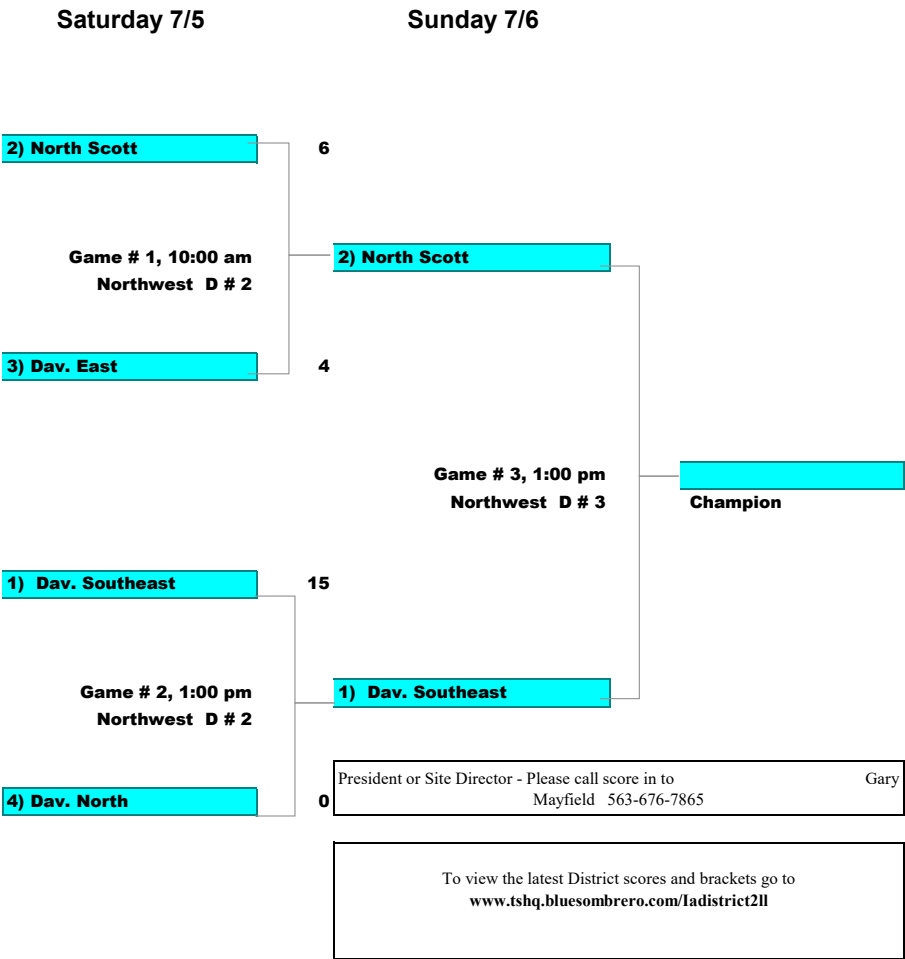 Saturday 7/5 Sunday 7/6
2) North Scott 6
Game # 1, 10:00 am 2) North Scott
Northwest D # 2
3) Dav. East 4
Game # 3, 1:00 pm
Northwest D # 3 Champion
1) Dav. Southeast 15
Game # 2, 1:00 pm 1) Dav. Southeast
Northwest D # 2
President or Site Director - Please call score in to Gary
4) Dav. North 0 Mayfield 563-676-7865
To view the latest District scores and brackets go to
www.tshq.bluesombrero.com/Iadistrict2ll